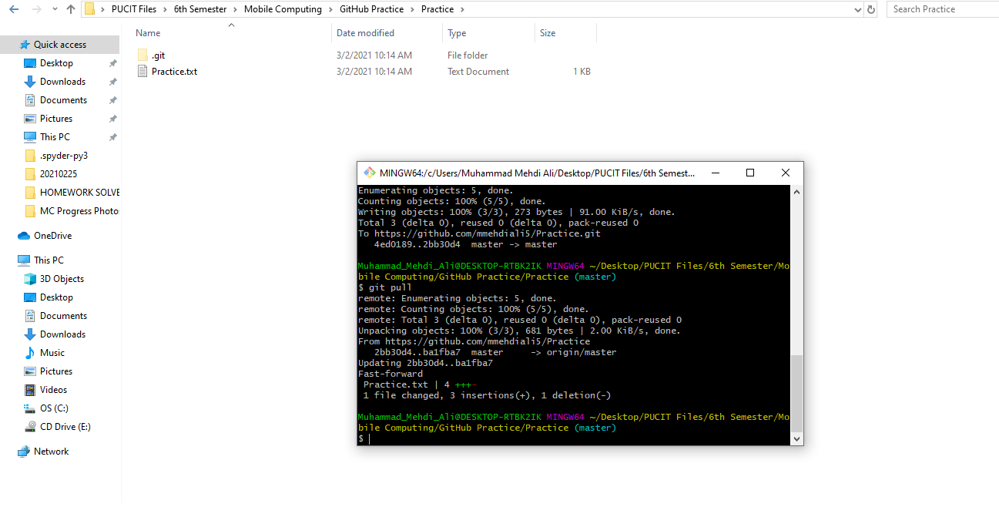 PUCIT Files > 6th Semester > Mobile Computing > GitHub Practice > Practice >
Search Practice
Name Date modified Type Size
.git 3/2/2021 10:14 AM File folder
Practice.txt 3/2/2021 10:14 AM Text Document 1 KB
Quick access
Desktop
Downloads
Documents
Pictures
This PC
.spyder-py3
20210225
HOMEWORK SOLVE
MC Progress Photo
OneDrive
This PC
3D Objects
Desktop
Documents
Downloads
Music
Pictures
Videos
OS (C:)
CD Drive (E:)
Network
MINGW64:/c/Users/Muhammad Mehdi Ali/Desktop/PUCIT Files/6th Semest...
Enumerating objects: 5, done.
Counting objects: 100% (5/5), done.
Writing objects: 100% (3/3), 273 bytes | 91.00 KiB/s, done.
Total 3 (delta 0), reused 0 (delta 0), pack-reused 0
To https://github.com/mmehdiali5/Practice.git
4ed0189..2bb30d4  master -> master
Muhammad_Mehdi_Ali@DESKTOP-RTBK2IK MINGW64 ~/Desktop/PUCIT Files/6th Semester/Mo
bile Computing/GitHub Practice/Practice (master)
$ git pull
remote: Enumerating objects: 5, done.
remote: Counting objects: 100% (5/5), done.
remote: Total 3 (delta 0), reused 0 (delta 0), pack-reused 0
Unpacking objects: 100% (3/3), 681 bytes | 2.00 KiB/s, done.
From https://github.com/mmehdiali5/Practice
2bb30d4..ba1fba7  master     -> origin/master
Updating 2bb30d4..ba1fba7
Fast-forward
Practice.txt | 4 +++-
1 file changed, 3 insertions(+), 1 deletion(-)
Muhammad_Mehdi_Ali@DESKTOP-RTBK2IK MINGW64 ~/Desktop/PUCIT Files/6th Semester/Mo
bile Computing/GitHub Practice/Practice (master)
$